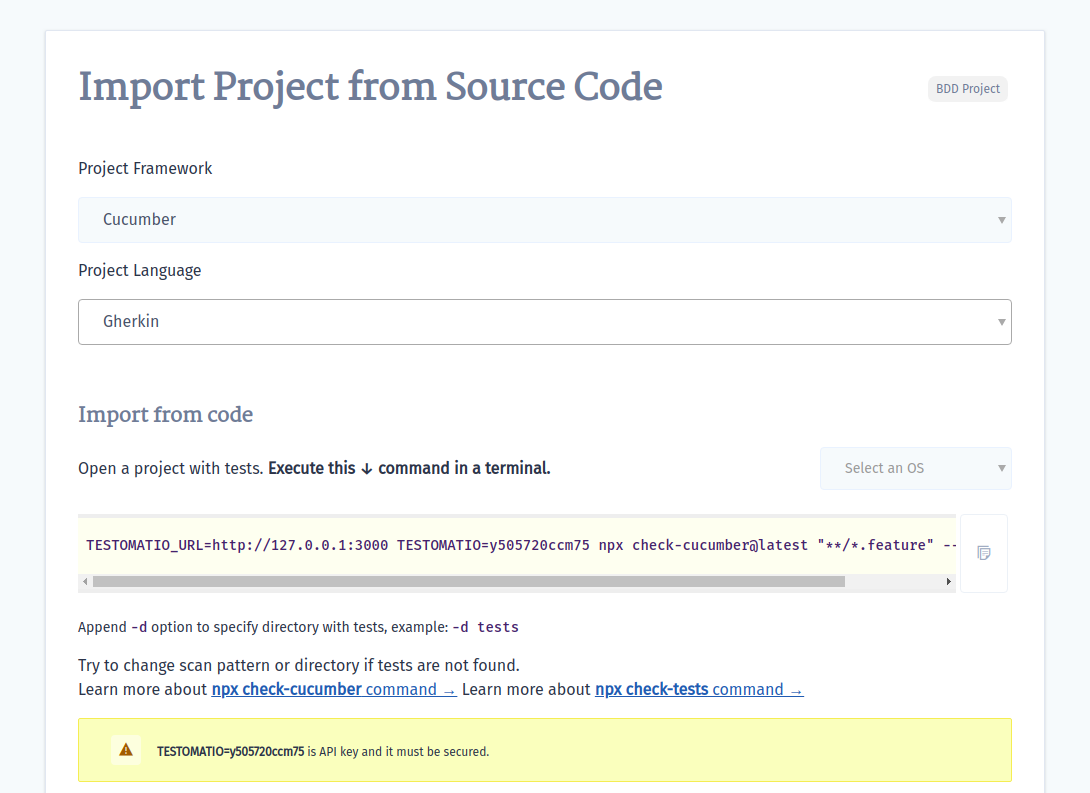 Import Project from Source Code
BDD Project
Project Framework
Cucumber
Project Language
Gherkin
Import from code
Open a project with tests. Execute this ↓ command in a terminal.
Select an OS
TESTOMATIO_URL=http://127.0.0.1:3000 TESTOMATIO=y505720ccm75 npx check-cucumber@latest "**/*.feature" --
Append -d option to specify directory with tests, example: -d tests
Try to change scan pattern or directory if tests are not found.
Learn more about npx check-cucumber command → Learn more about npx check-tests command →
TESTOMATIO=y505720ccm75 is API key and it must be secured.